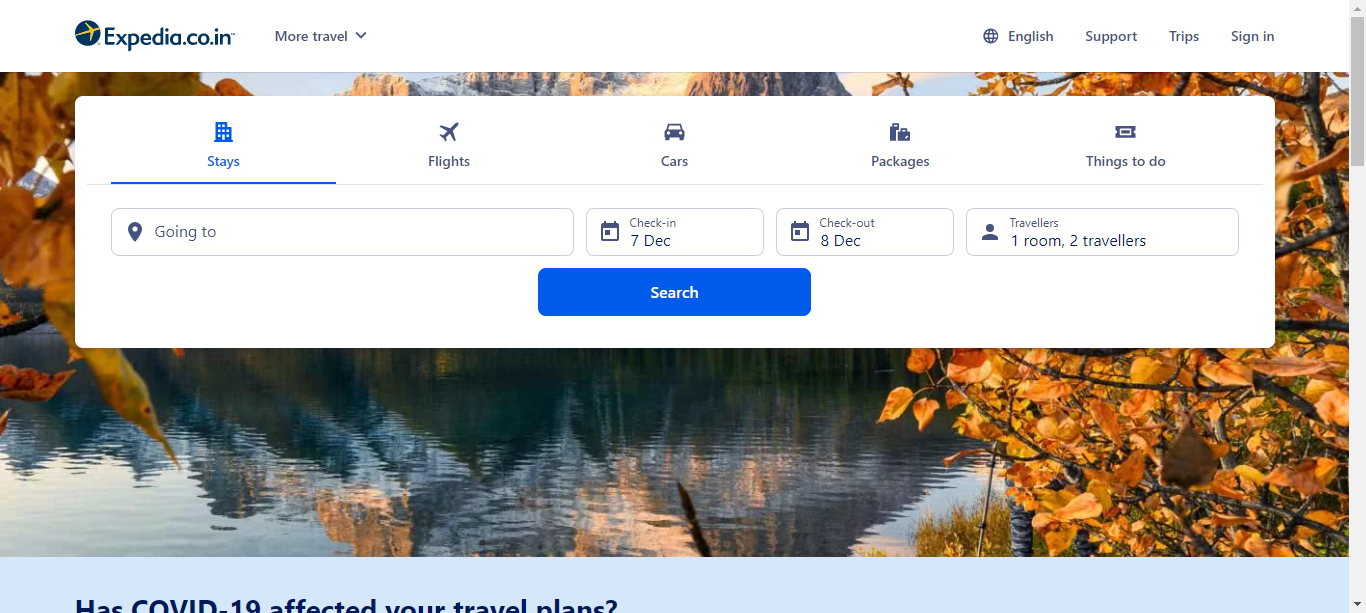 Expedia.co.in™
More travel
English
Support
Trips
Sign in
Stays
Flights
Cars
Packages
Things to do
Going to
Check-in
7 Dec
Check-out
8 Dec
Travellers
1 room, 2 travellers
Search
Has COVID-19 affected your travel plans?